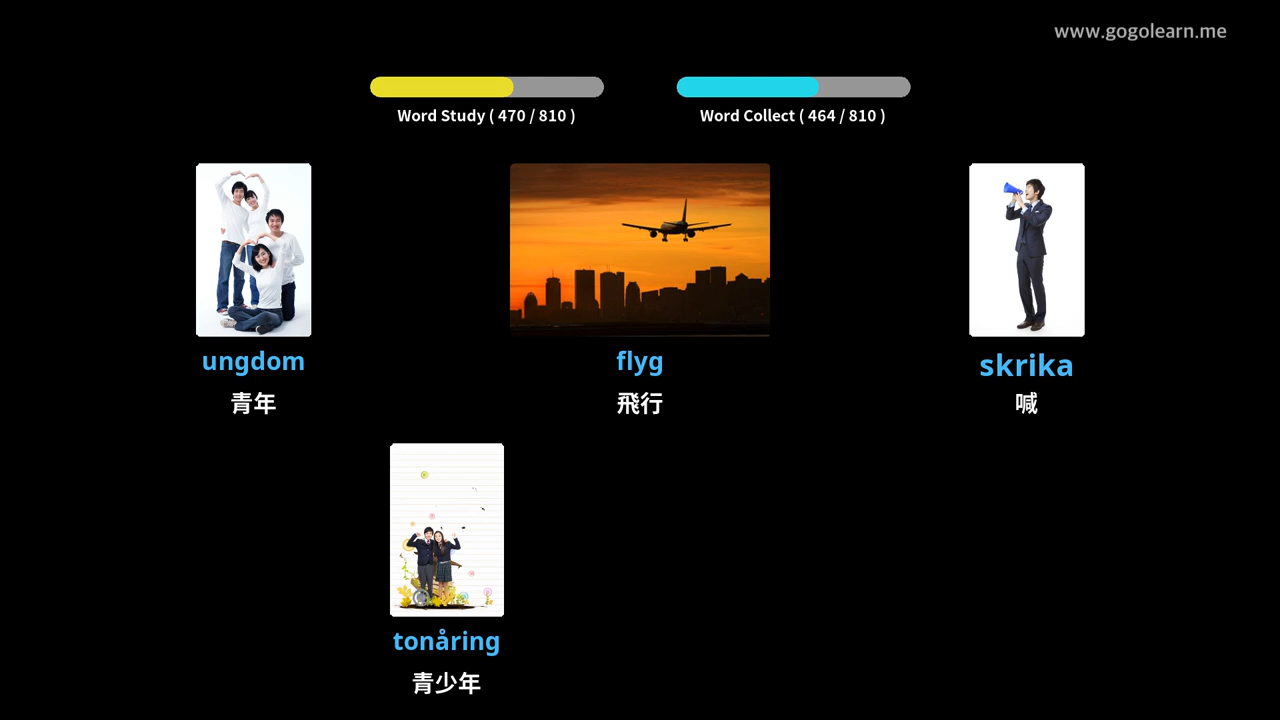 www.gogolearn.me
Word Study ( 470 / 810 )
Word Collect ( 464 / 810 )
ungdom
青年
flyg
飛行
skrika
喊
tonåring
青少年